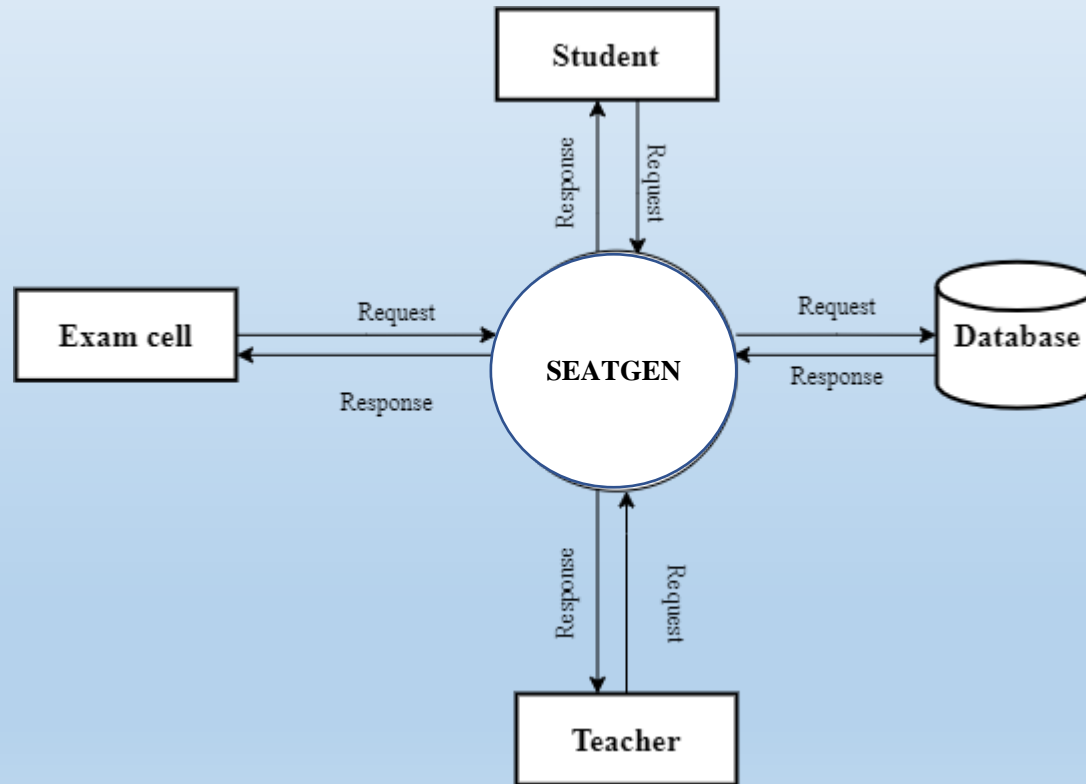 Student
Response
Request
Request
Request
Exam cell
SEATGEN
Database
Response
Response
Response
Request
Teacher